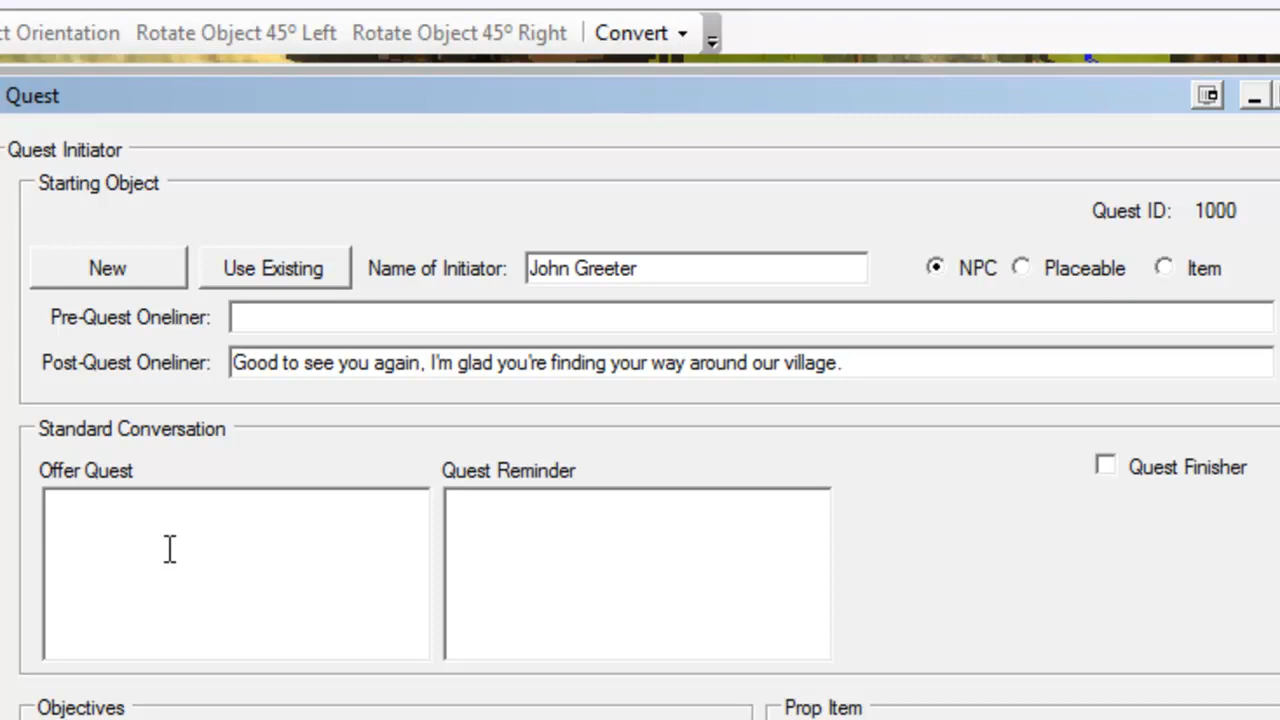 t Orientation Rotate Object 45º Left Rotate Object 45º Right Convert
Quest
Quest Initiator
Starting Object
Quest ID: 1000
New Use Existing Name of Initiator: John Greeter NPC Placeable Item
Pre-Quest Oneliner:
Post-Quest Oneliner: Good to see you again, I'm glad you're finding your way around our village.
Standard Conversation
Offer Quest Quest Reminder Quest Finisher
Objectives Prop Item